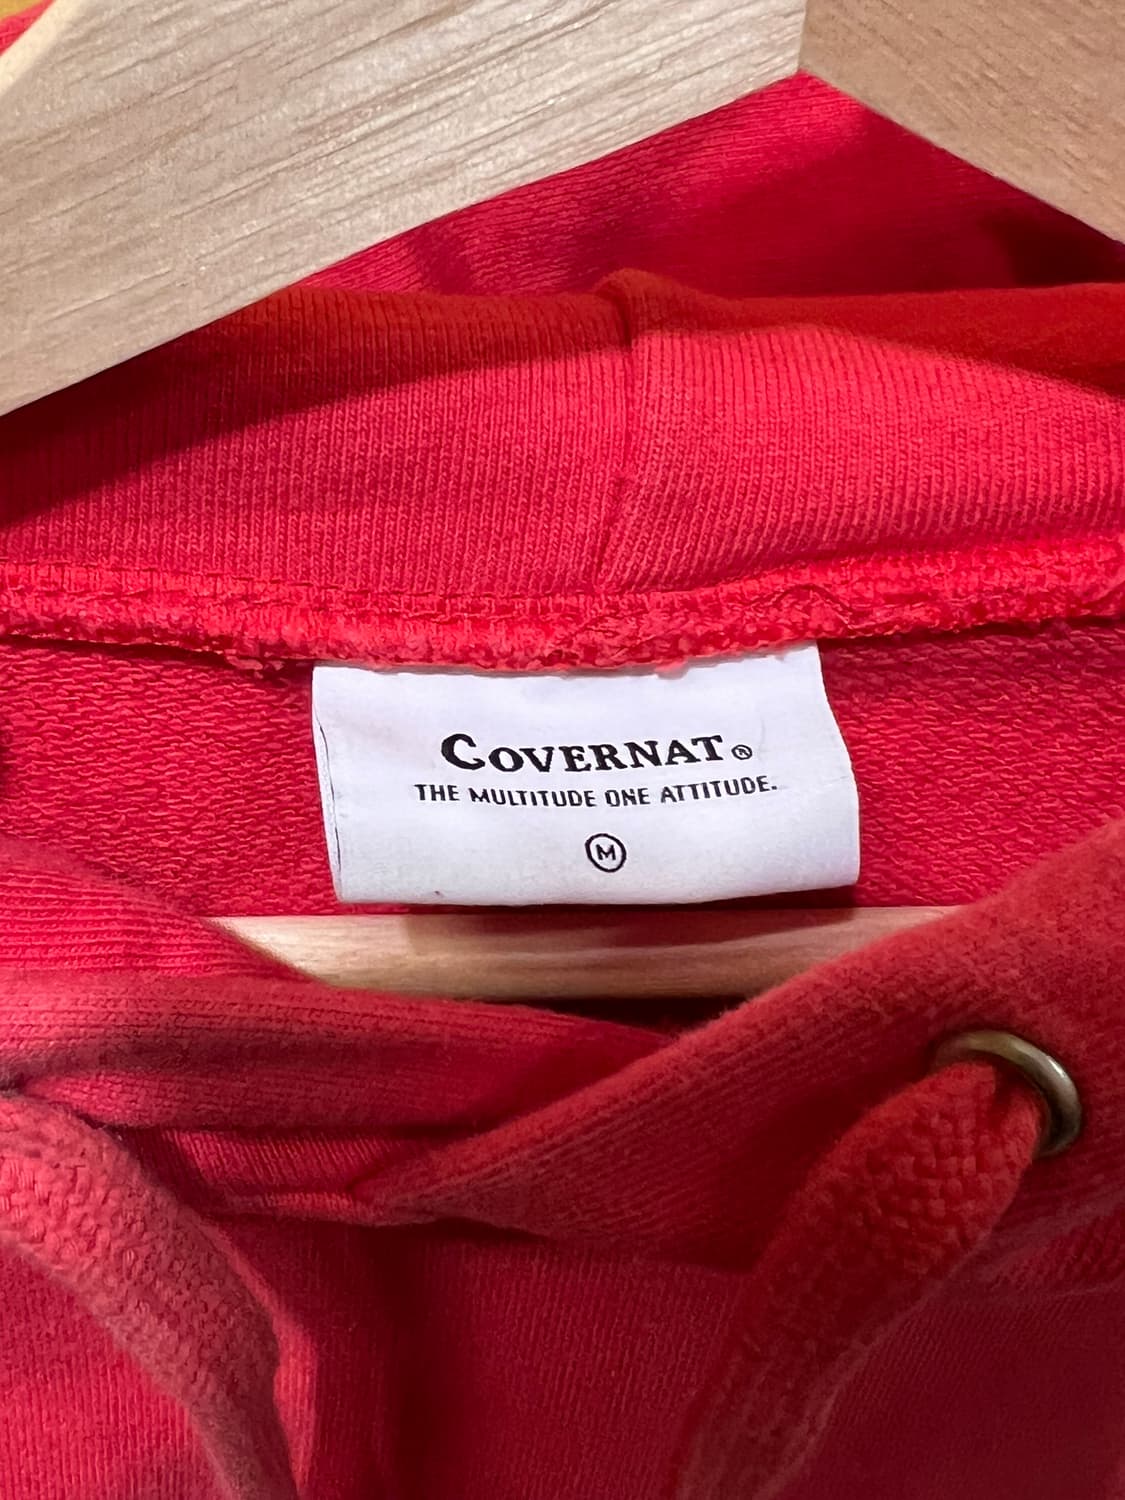 COVERNAT®
THE MULTITUDE ONE ATTITUDE.
M